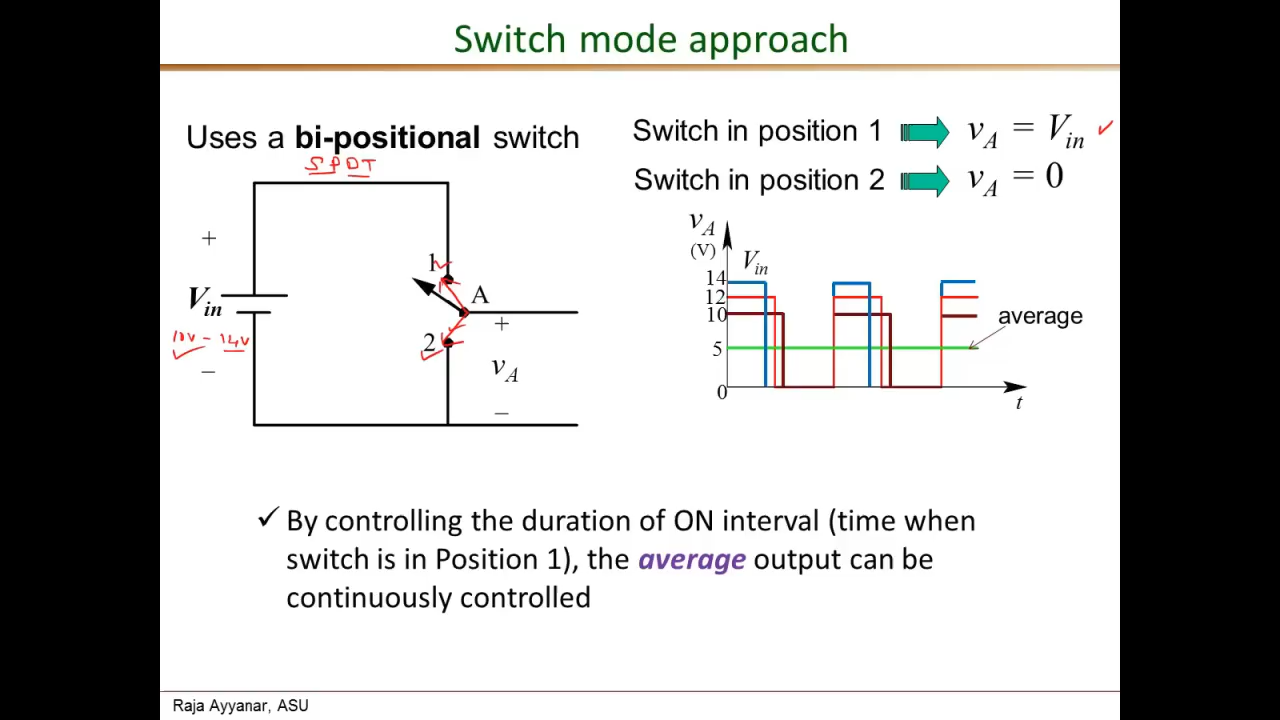 Switch mode approach
Uses a bi-positional switch
SPDT
+
V_in
10V - 14V
−
1
A
2
+
v_A
−
Switch in position 1 v_A = V_in
Switch in position 2 v_A = 0
v_A
(V)
V_in
14
12
10
5
0
average
t
✓ By controlling the duration of ON interval (time when
switch is in Position 1), the average output can be
continuously controlled
Raja Ayyanar, ASU